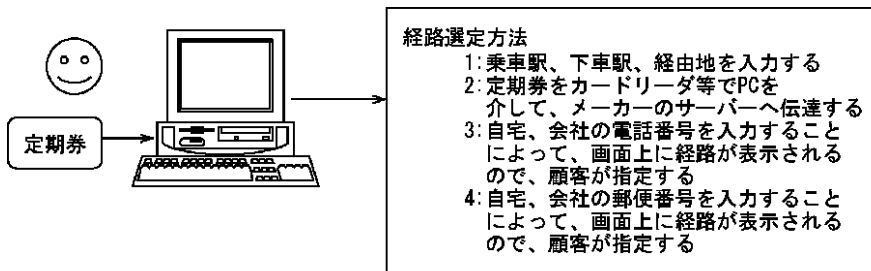 経路選定方法
1:乗車駅、下車駅、経由地を入力する
2:定期券をカードリーダ等でPCを
介して、メーカーのサーバーへ伝達する
3:自宅、会社の電話番号を入力すること
によって、画面上に経路が表示される
ので、顧客が指定する
4:自宅、会社の郵便番号を入力すること
によって、画面上に経路が表示される
ので、顧客が指定する
定期券